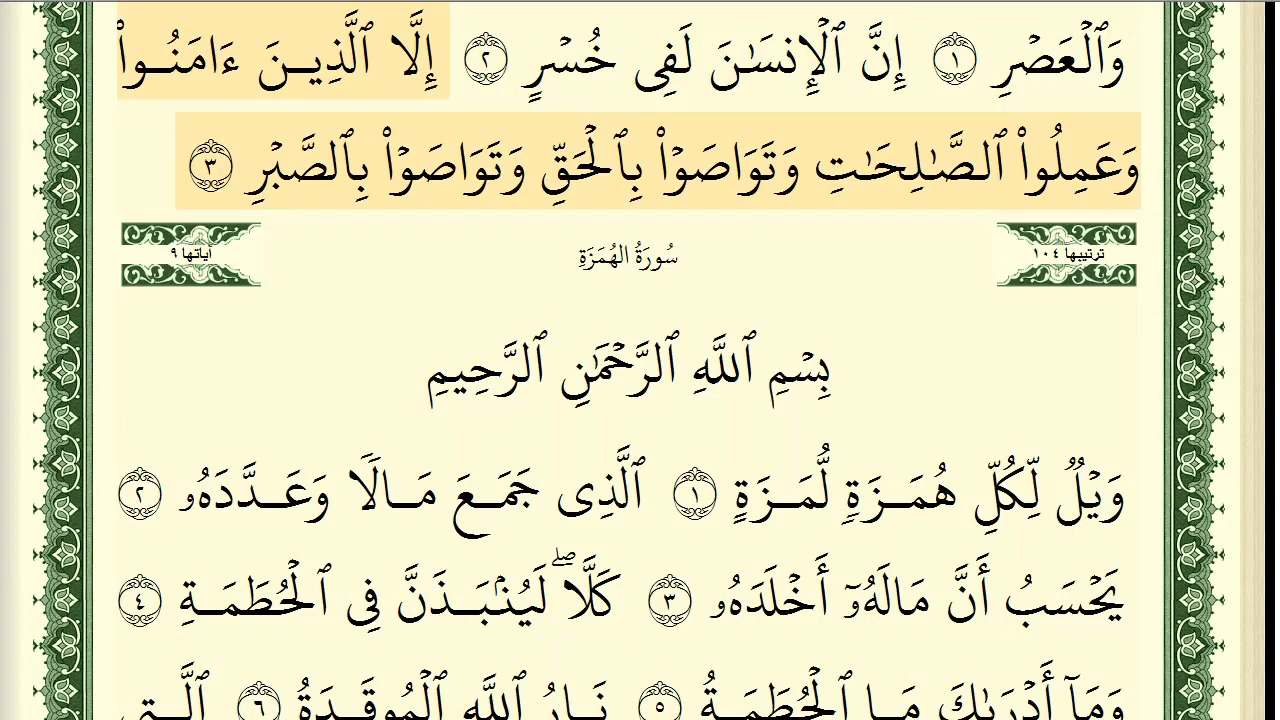 وَٱلْعَصْرِ ١ إِنَّ ٱلْإِنسَـٰنَ لَفِى خُسْرٍ ٢ إِلَّا ٱلَّذِينَ ءَامَنُوا۟
وَعَمِلُوا۟ ٱلصَّـٰلِحَـٰتِ وَتَوَاصَوْا۟ بِٱلْحَقِّ وَتَوَاصَوْا۟ بِٱلصَّبْرِ ٣
ترتيبها ١٠٤ سُورَةُ الهُمَزَةِ آياتها ٩
بِسْمِ ٱللَّهِ ٱلرَّحْمَـٰنِ ٱلرَّحِيمِ
وَيْلٌ لِّكُلِّ هُمَزَةٍ لُّمَزَةٍ ١ ٱلَّذِى جَمَعَ مَالًا وَعَدَّدَهُۥ ٢
يَحْسَبُ أَنَّ مَالَهُۥٓ أَخْلَدَهُۥ ٣ كَلَّا ۖ لَيُنۢبَذَنَّ فِى ٱلْحُطَمَةِ ٤
وَمَآ أَدْرَىٰكَ مَا ٱلْحُطَمَةُ ٥ نَارُ ٱللَّهِ ٱلْمُوقَدَةُ ٦ ٱلَّتِى